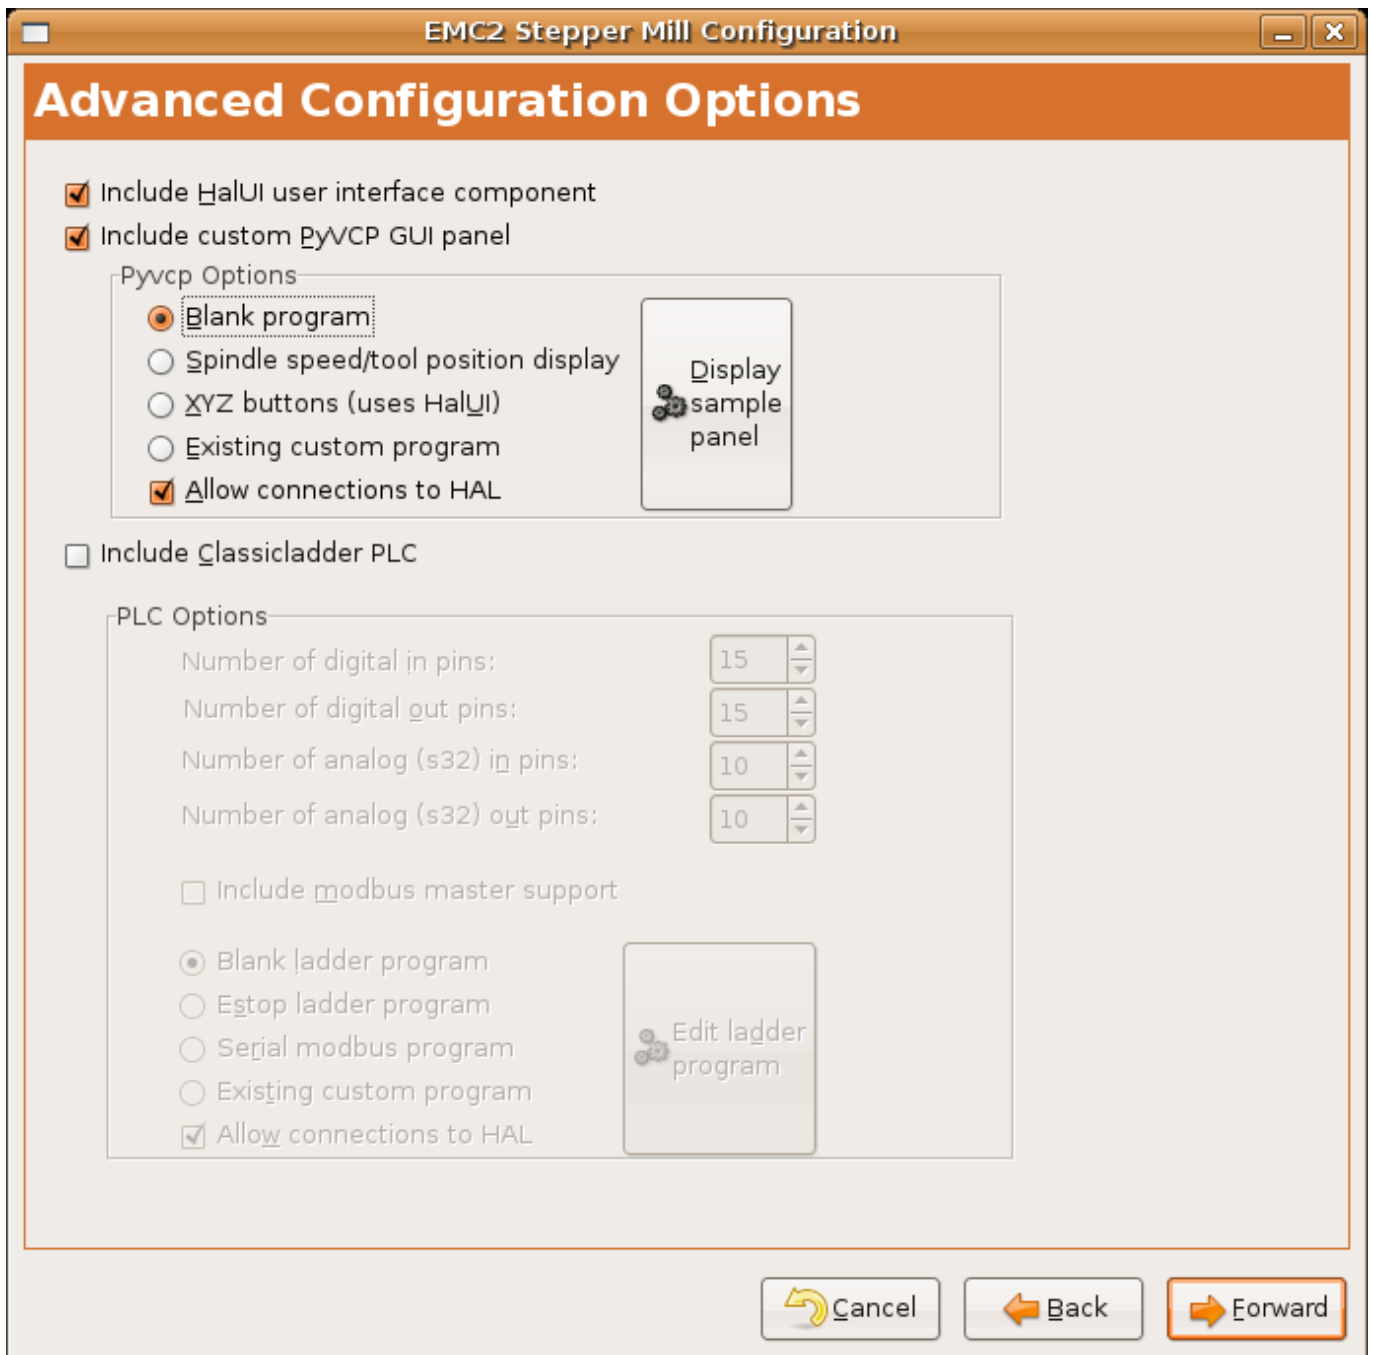 EMC2 Stepper Mill Configuration
Advanced Configuration Options
Include HalUI user interface component
Include custom PyVCP GUI panel
Pyvcp Options
Blank program
Spindle speed/tool position display
XYZ buttons (uses HalUI)
Existing custom program
Allow connections to HAL
Display
sample
panel
Include Classicladder PLC
PLC Options
Number of digital in pins: 15
Number of digital out pins: 15
Number of analog (s32) in pins: 10
Number of analog (s32) out pins: 10
Include modbus master support
Blank ladder program
Estop ladder program
Serial modbus program
Existing custom program
Allow connections to HAL
Edit ladder
program
Cancel Back Forward